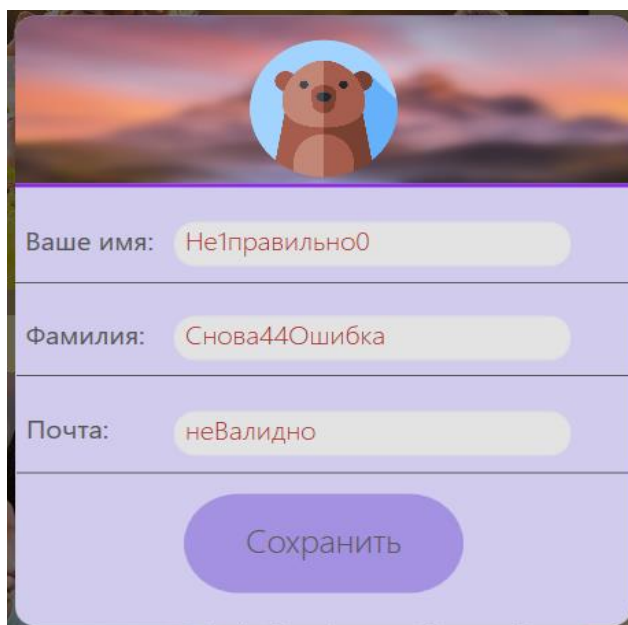 Ваше имя: Не1правильно0
Фамилия: Снова44Ошибка
Почта: неВалидно
Сохранить